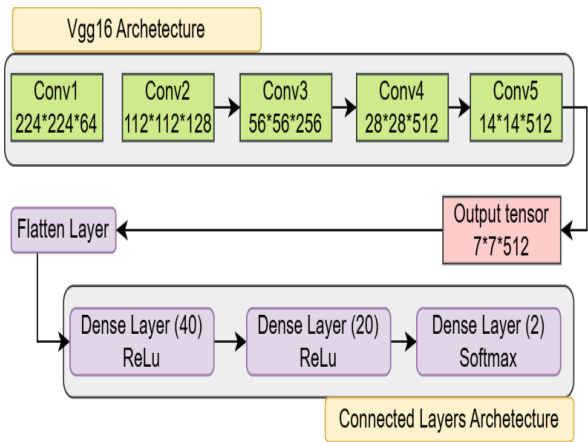 Vgg16 Archetecture
Conv1
224*224*64
Conv2
112*112*128
Conv3
56*56*256
Conv4
28*28*512
Conv5
14*14*512
Output tensor
7*7*512
Flatten Layer
Dense Layer (40)
ReLu
Dense Layer (20)
ReLu
Dense Layer (2)
Softmax
Connected Layers Archetecture